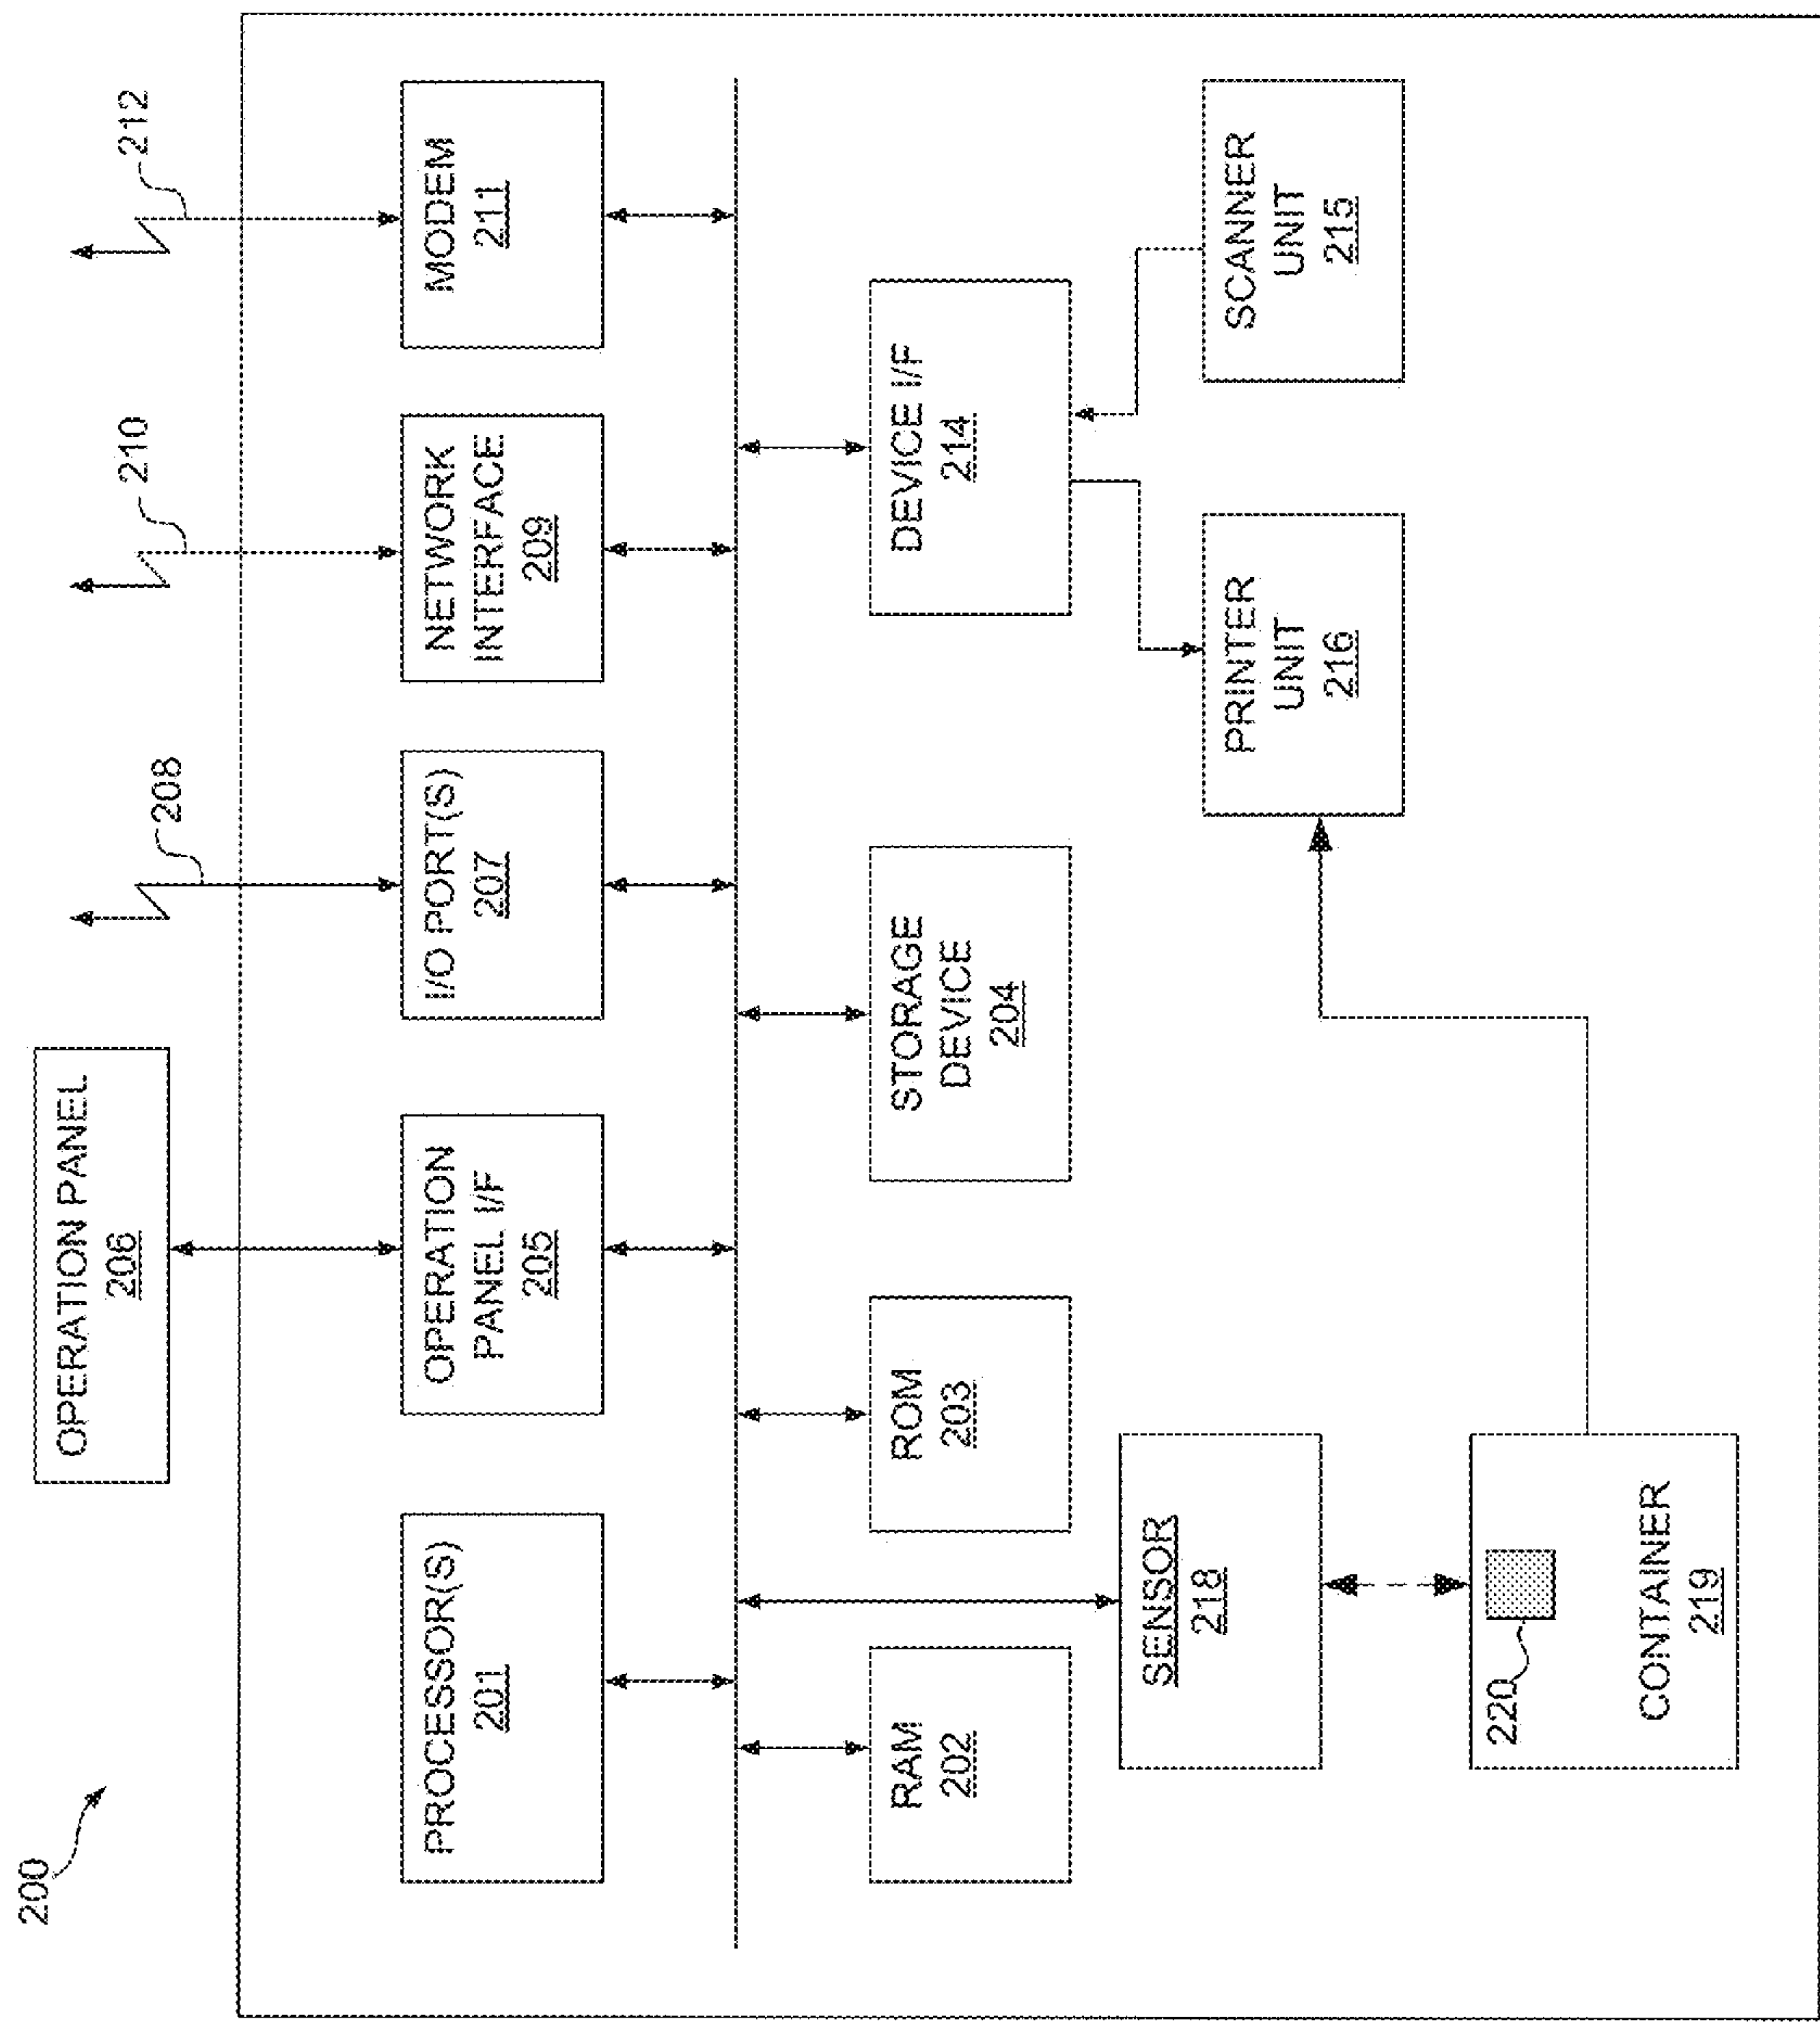 200
OPERATION PANEL
206
208
210
212
PROCESSOR(S)
201
OPERATION
PANEL I/F
205
I/O PORT(S)
207
NETWORK
INTERFACE
209
MODEM
211
RAM
202
ROM
203
STORAGE
DEVICE
204
DEVICE I/F
214
SENSOR
218
PRINTER
UNIT
216
SCANNER
UNIT
215
220
CONTAINER
219